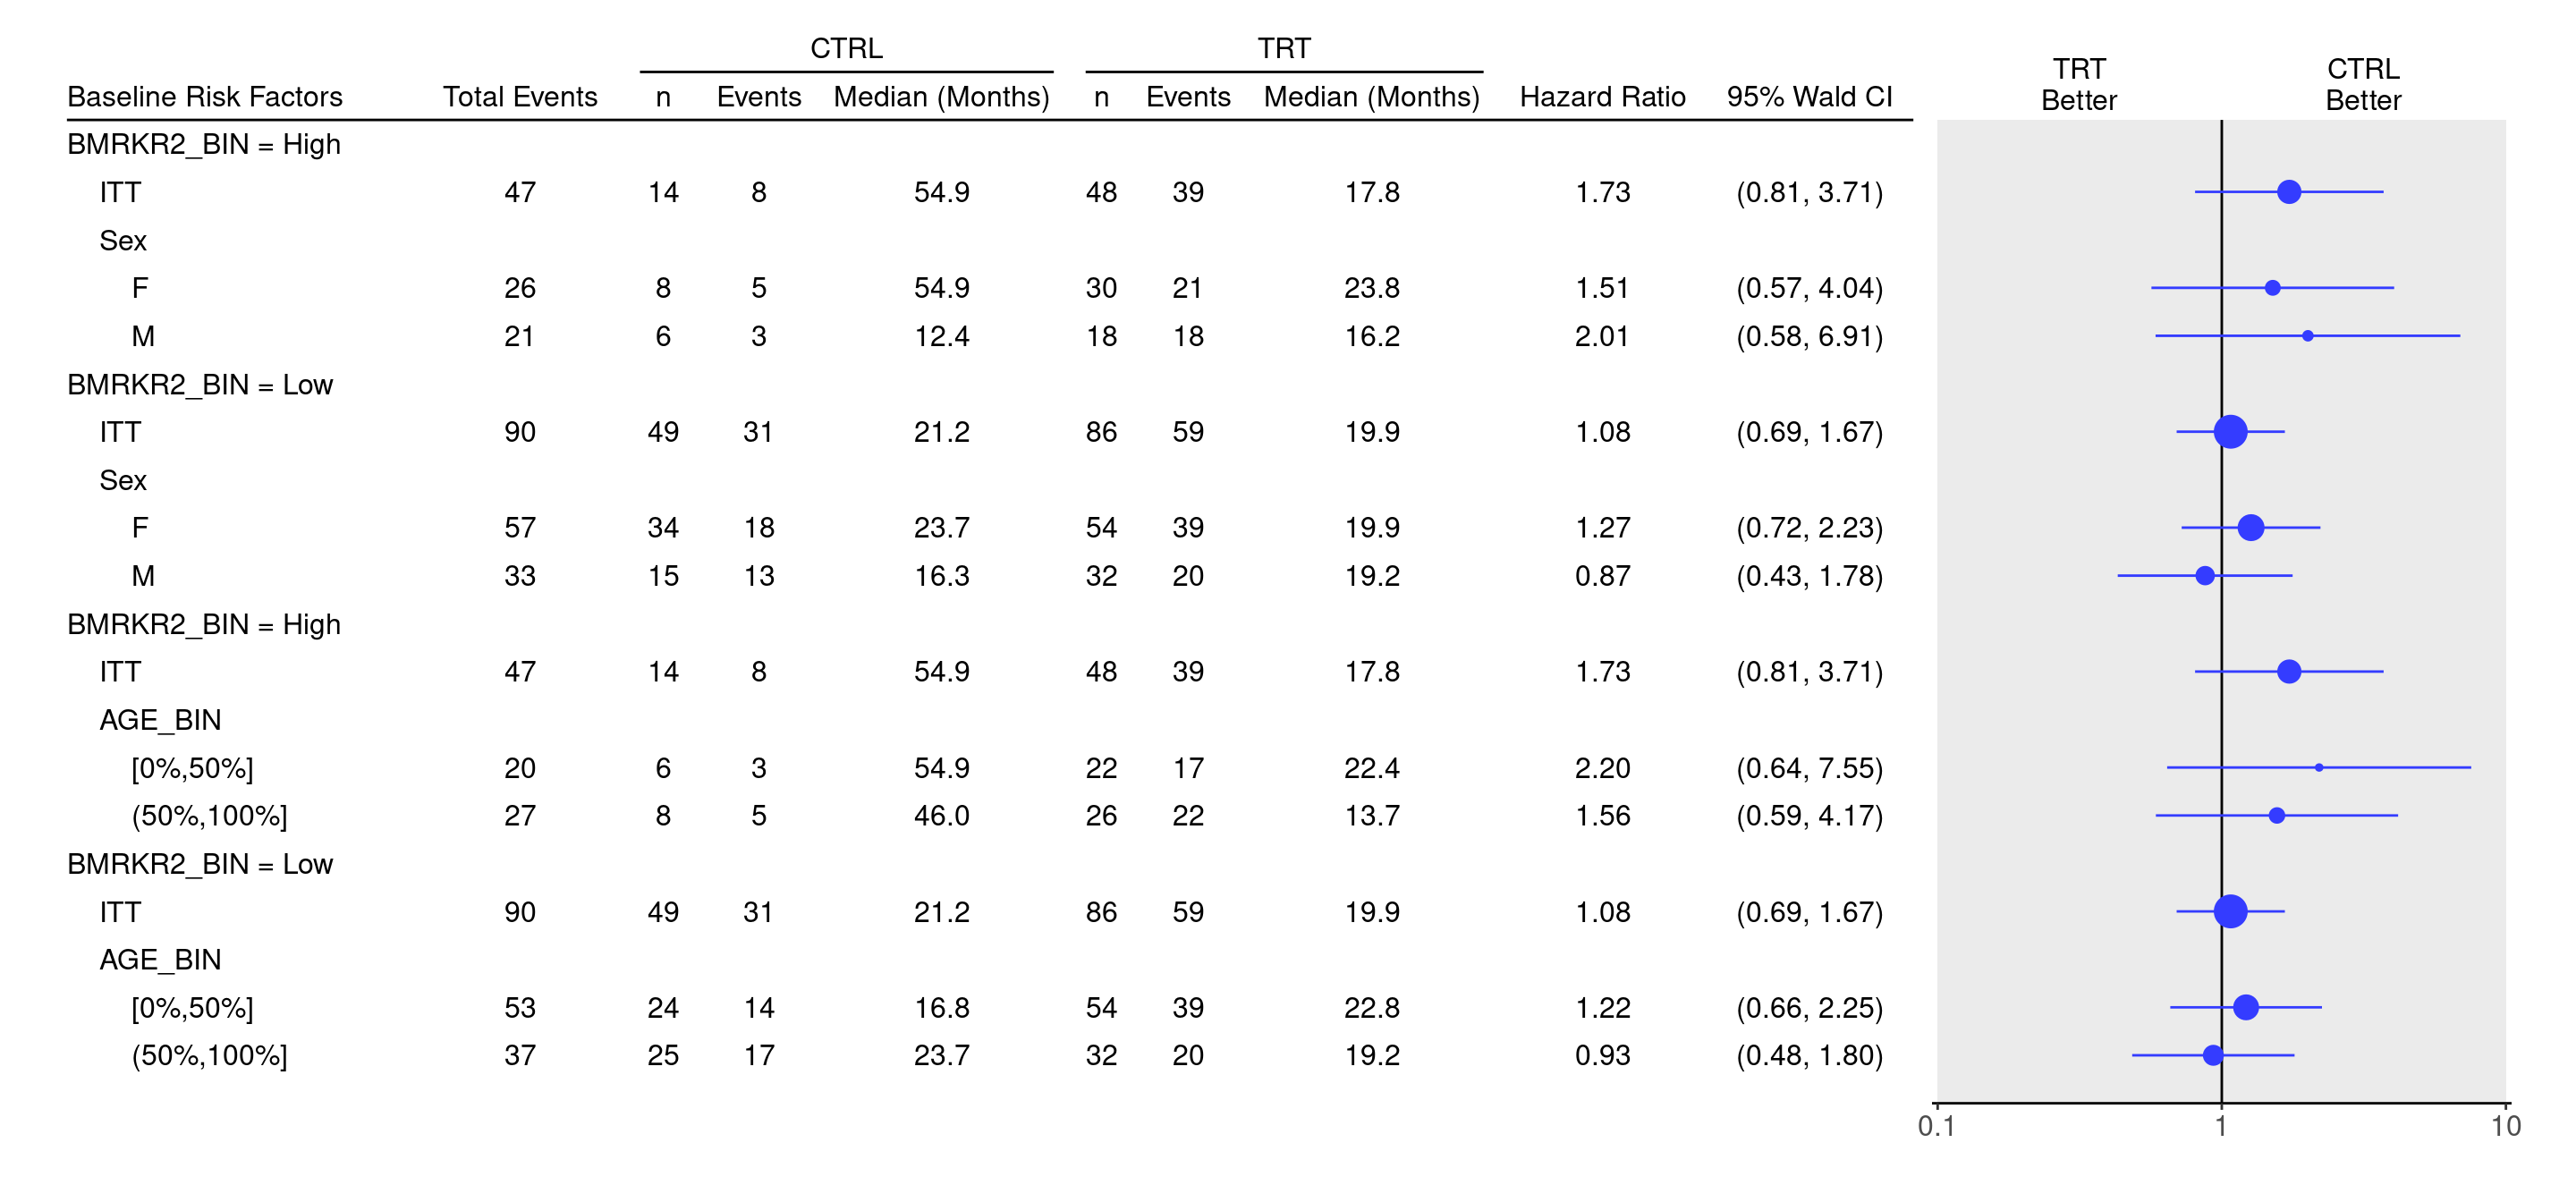 CTRL TRT
TRT CTRL
Baseline Risk Factors Total Events n Events Median (Months) n Events Median (Months) Hazard Ratio 95% Wald CI Better Better
BMRKR2_BIN = High
ITT 47 14 8 54.9 48 39 17.8 1.73 (0.81, 3.71)
Sex
F 26 8 5 54.9 30 21 23.8 1.51 (0.57, 4.04)
M 21 6 3 12.4 18 18 16.2 2.01 (0.58, 6.91)
BMRKR2_BIN = Low
ITT 90 49 31 21.2 86 59 19.9 1.08 (0.69, 1.67)
Sex
F 57 34 18 23.7 54 39 19.9 1.27 (0.72, 2.23)
M 33 15 13 16.3 32 20 19.2 0.87 (0.43, 1.78)
BMRKR2_BIN = High
ITT 47 14 8 54.9 48 39 17.8 1.73 (0.81, 3.71)
AGE_BIN
[0%,50%] 20 6 3 54.9 22 17 22.4 2.20 (0.64, 7.55)
(50%,100%] 27 8 5 46.0 26 22 13.7 1.56 (0.59, 4.17)
BMRKR2_BIN = Low
ITT 90 49 31 21.2 86 59 19.9 1.08 (0.69, 1.67)
AGE_BIN
[0%,50%] 53 24 14 16.8 54 39 22.8 1.22 (0.66, 2.25)
(50%,100%] 37 25 17 23.7 32 20 19.2 0.93 (0.48, 1.80)
0.1 1 10